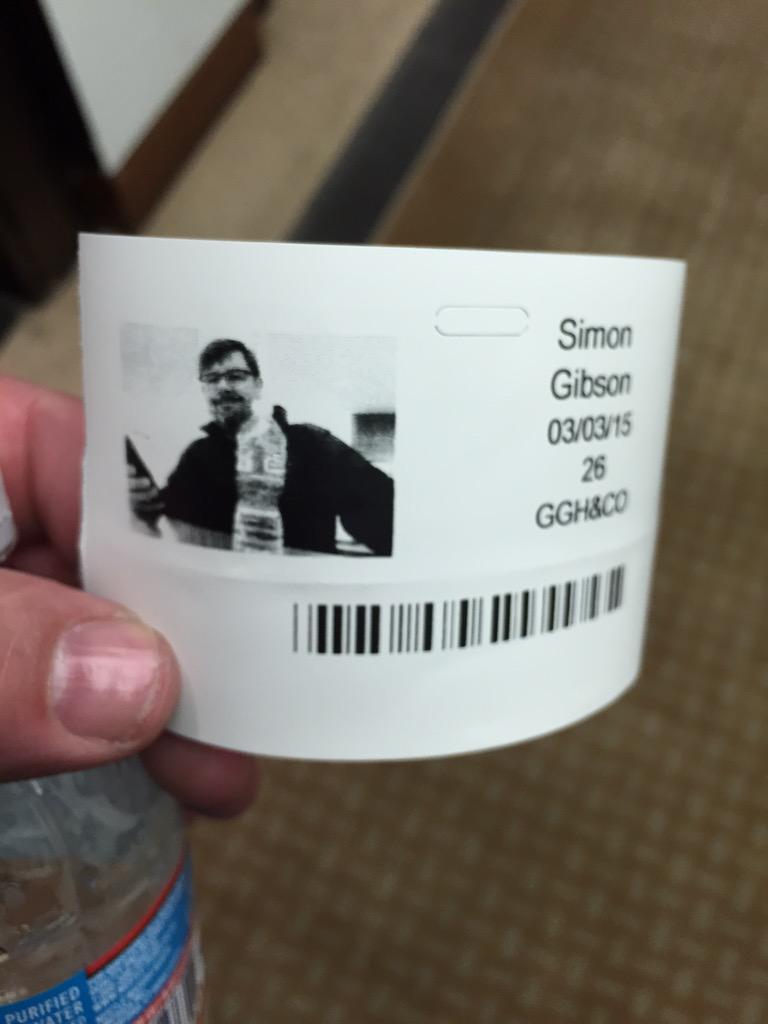 Simon
Gibson
03/03/15
26
GGH&CO
PURIFIED
WATER